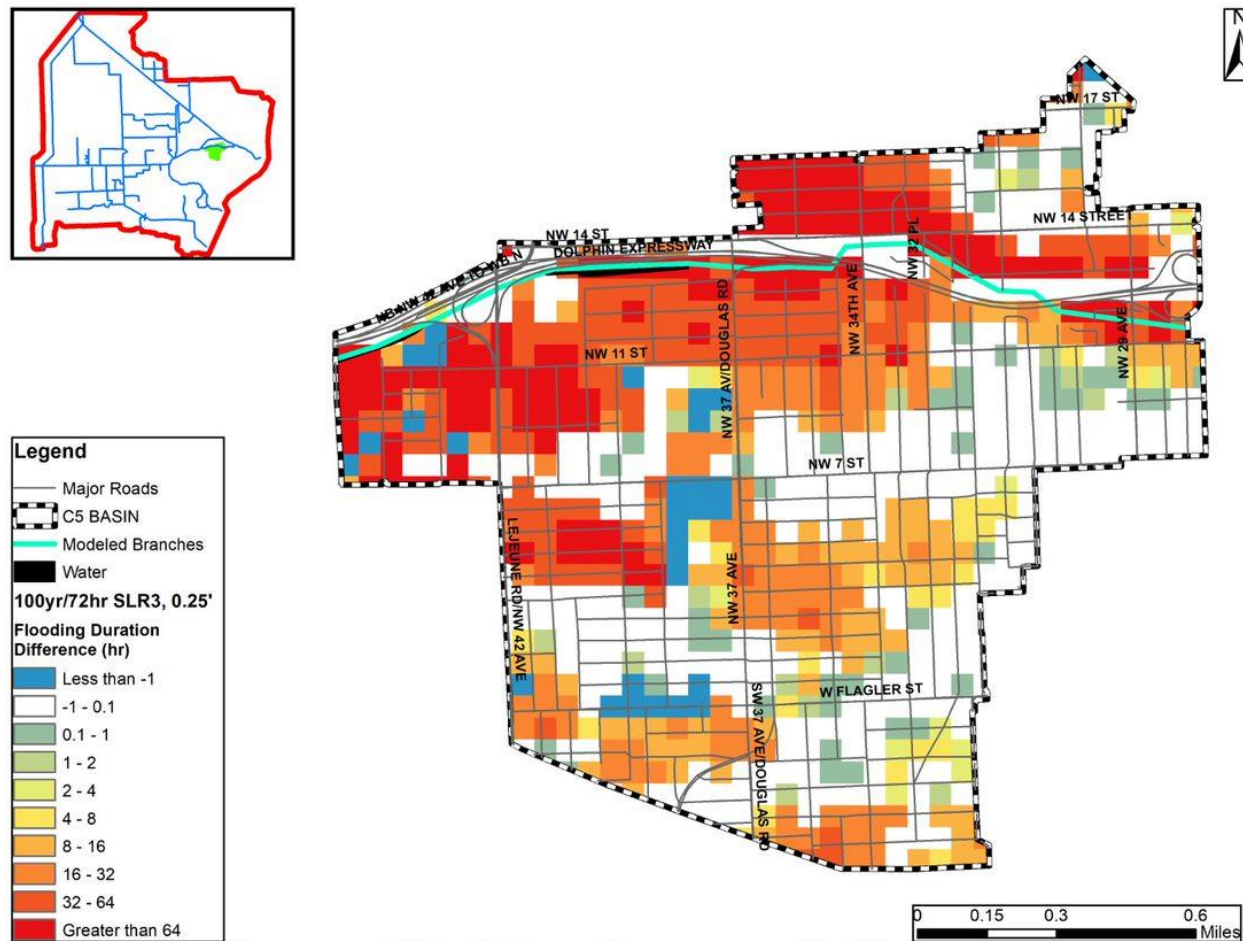 N
NW 17 ST
NW 14 STREET
NW 14 ST
DOLPHIN EXPRESSWAY
NW 32 PL
NW 37 AV/DOUGLAS RD
NW 34TH AVE
NW 11 ST
NW 29 AVE
NW 7 ST
LEJEUNE RD/NW 42 AVE
NW 37 AVE
W FLAGLER ST
SW 37 AVE/DOUGLAS RD
Legend
Major Roads
C5 BASIN
Modeled Branches
Water
100yr/72hr SLR3, 0.25'
Flooding Duration
Difference (hr)
Less than -1
-1 - 0.1
0.1 - 1
1 - 2
2 - 4
4 - 8
8 - 16
16 - 32
32 - 64
Greater than 64
0 0.15 0.3 0.6
Miles